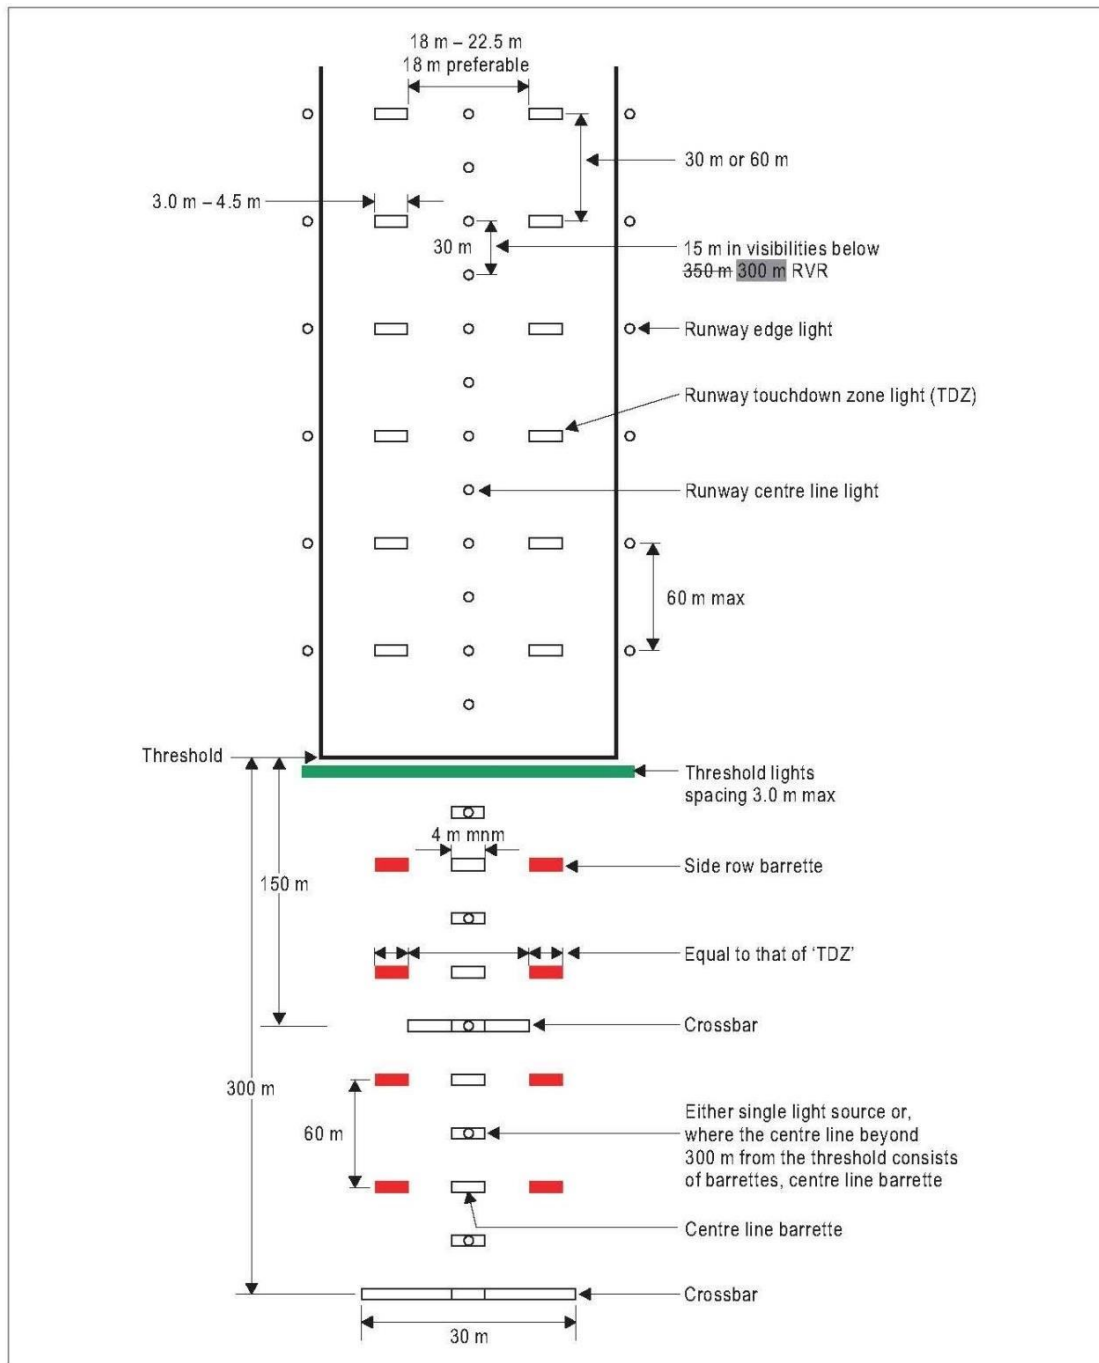 18 m – 22.5 m
18 m preferable
30 m or 60 m
3.0 m – 4.5 m
30 m
15 m in visibilities below
350 m 300 m RVR
Runway edge light
Runway touchdown zone light (TDZ)
Runway centre line light
60 m max
Threshold
Threshold lights
spacing 3.0 m max
4 m mnm
Side row barrette
150 m
Equal to that of ‘TDZ’
Crossbar
300 m
60 m
Either single light source or,
where the centre line beyond
300 m from the threshold consists
of barrettes, centre line barrette
Centre line barrette
Crossbar
30 m